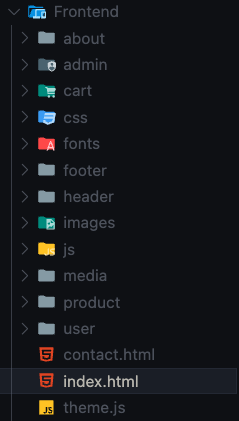 Frontend
about
admin
cart
css
fonts
footer
header
images
js
media
product
user
contact.html
index.html
JS theme.js